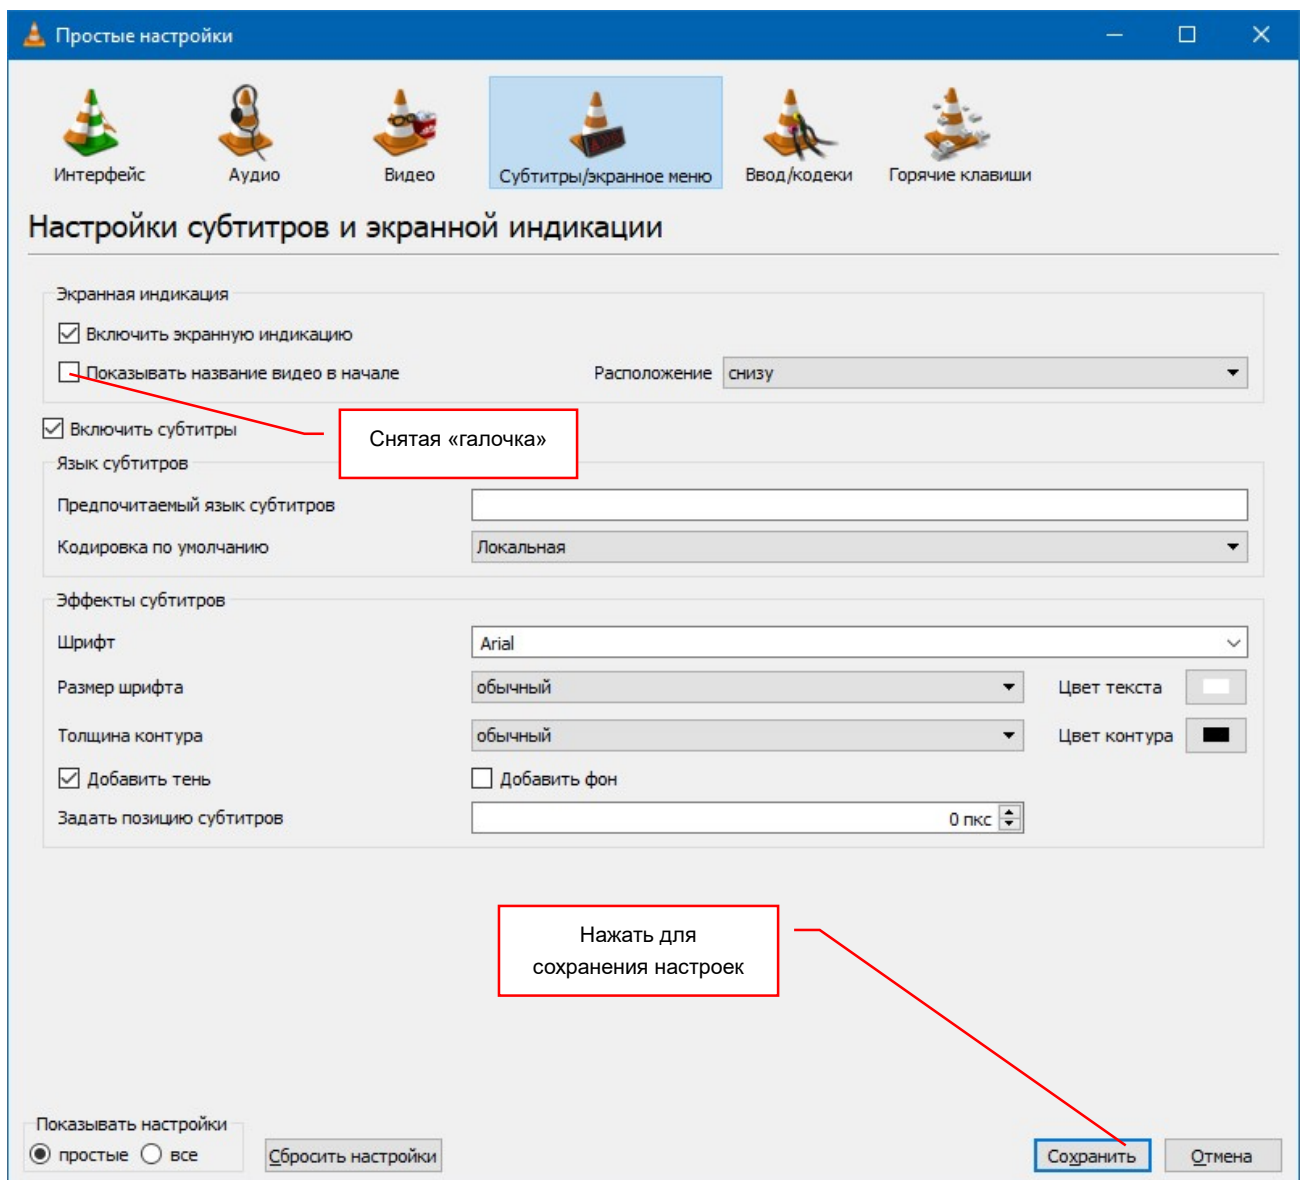 Простые настройки
Интерфейс
Аудио
Видео
Субтитры/экранное меню
Ввод/кодеки
Горячие клавиши
Настройки субтитров и экранной индикации
Экранная индикация
Включить экранную индикацию
Показывать название видео в начале
Расположение
снизу
Включить субтитры
Снятая «галочка»
Язык субтитров
Предпочитаемый язык субтитров
Кодировка по умолчанию
Локальная
Эффекты субтитров
Шрифт
Arial
Размер шрифта
обычный
Цвет текста
Толщина контура
обычный
Цвет контура
Добавить тень
Добавить фон
Задать позицию субтитров
0 пкс
Нажать для
сохранения настроек
Показывать настройки
простые
все
Сбросить настройки
Сохранить
Отмена